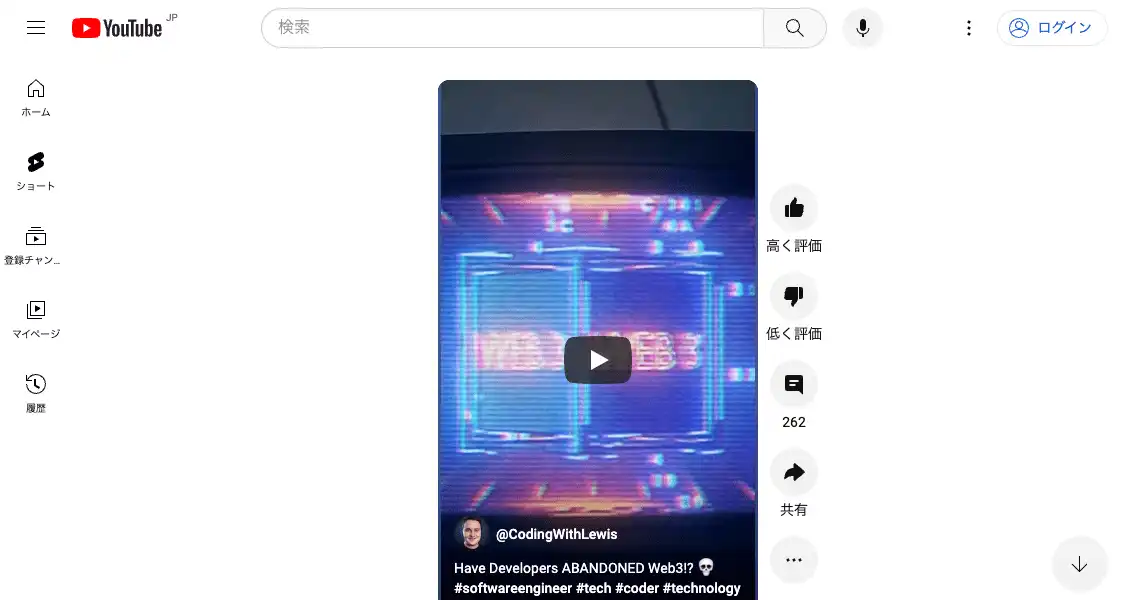 YouTube JP
検索
ログイン
ホーム
ショート
登録チャン...
マイページ
履歴
高く評価
低く評価
262
共有
@CodingWithLewis
Have Developers ABANDONED Web3!? 💀
#softwareengineer #tech #coder #technology